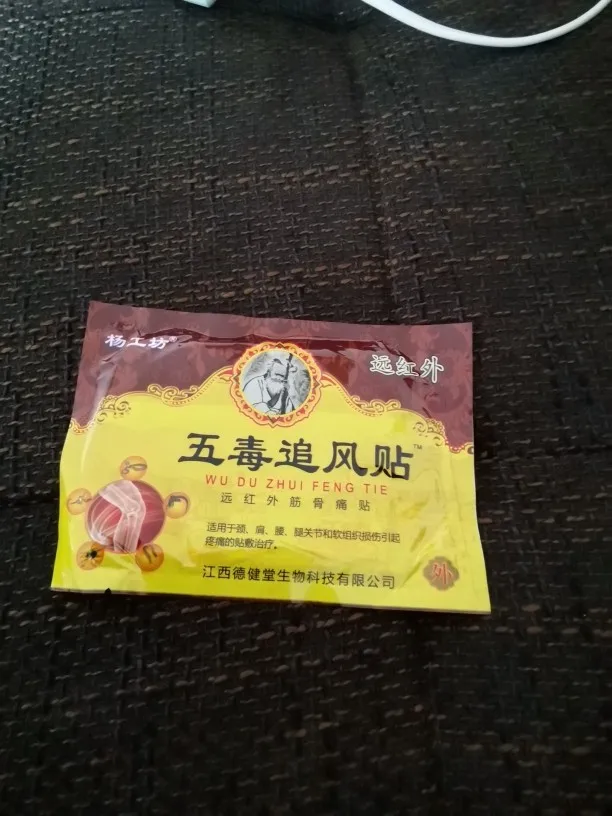 杨工坊®
远红外
五毒追风贴™
WU DU ZHUI FENG TIE
远红外筋骨痛贴
适用于颈、肩、腰、腿关节和软组织损伤引起
疼痛的贴敷治疗。
江西德健堂生物科技有限公司
外